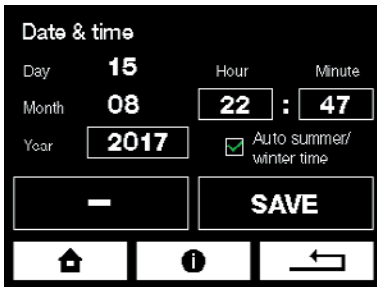 Date & time
Day 15 Hour Minute
Month 08 22 : 47
Year 2017 Auto summer/
winter time
– SAVE